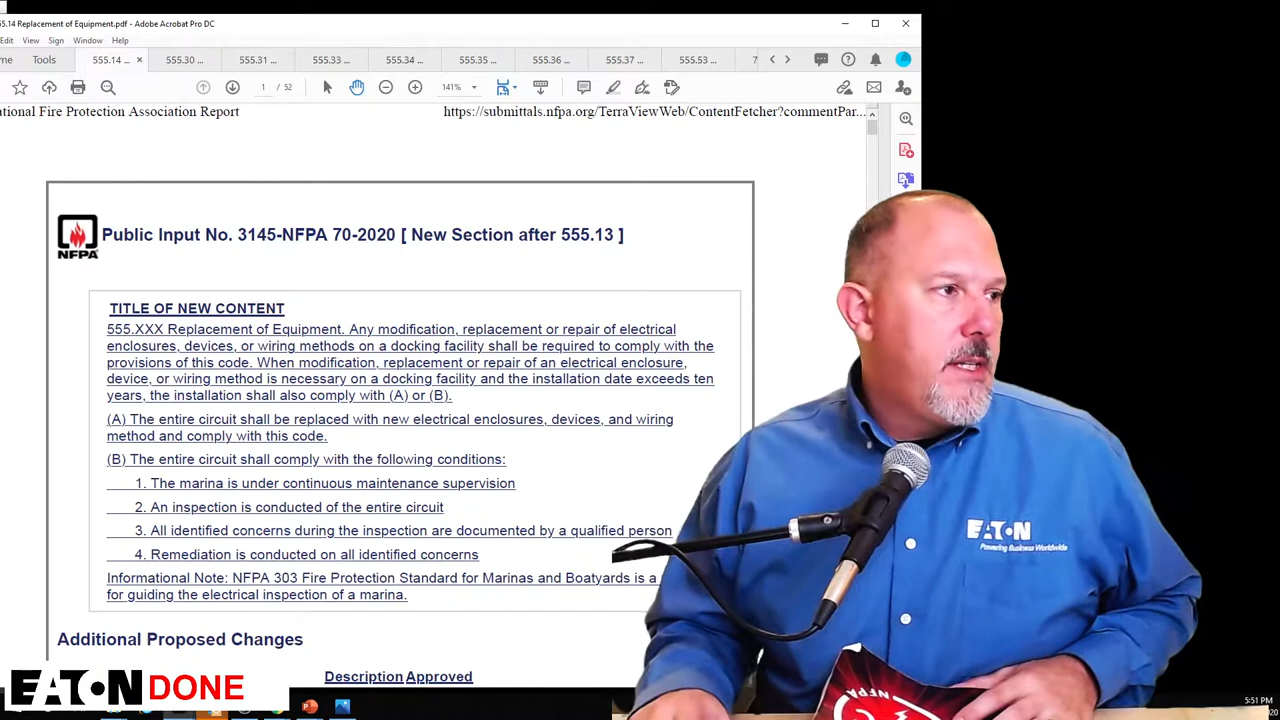 55.14 Replacement of Equipment.pdf - Adobe Acrobat Pro DC
Edit View Sign Window Help
me Tools 555.14 ... × 555.30 555.31 ... 555.33 ... 555.34 ... 555.35 ... 555.36 ... 555.37 ... 555.53 ... 7
1 / 52 141%
ational Fire Protection Association Report https://submittals.nfpa.org/TerraViewWeb/ContentFetcher?commentPar...
NFPA
Public Input No. 3145-NFPA 70-2020 [ New Section after 555.13 ]
TITLE OF NEW CONTENT
555.XXX Replacement of Equipment. Any modification, replacement or repair of electrical
enclosures, devices, or wiring methods on a docking facility shall be required to comply with the
provisions of this code. When modification, replacement or repair of an electrical enclosure,
device, or wiring method is necessary on a docking facility and the installation date exceeds ten
years, the installation shall also comply with (A) or (B).
(A) The entire circuit shall be replaced with new electrical enclosures, devices, and wiring
method and comply with this code.
(B) The entire circuit shall comply with the following conditions:
1. The marina is under continuous maintenance supervision
2. An inspection is conducted of the entire circuit
3. All identified concerns during the inspection are documented by a qualified person
4. Remediation is conducted on all identified concerns
Informational Note: NFPA 303 Fire Protection Standard for Marinas and Boatyards is a
for guiding the electrical inspection of a marina.
Additional Proposed Changes
Description Approved
EATON DONE
EATON
Powering Business Worldwide
NFPA
5:51 PM
020